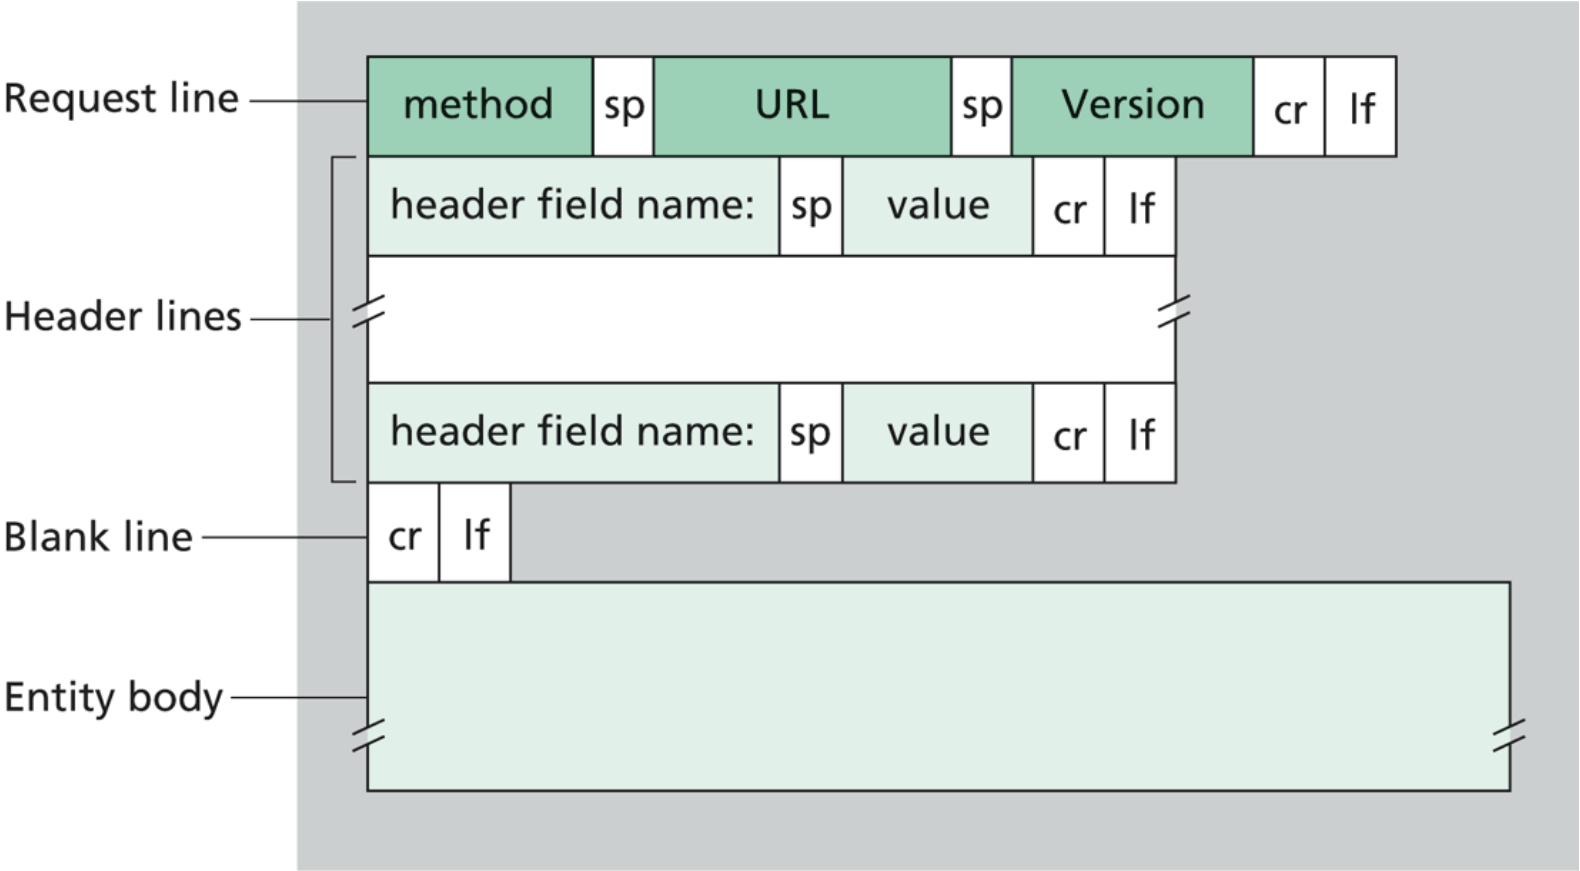 Request line method sp URL sp Version cr lf
header field name: sp value cr lf
Header lines
header field name: sp value cr lf
Blank line cr lf
Entity body